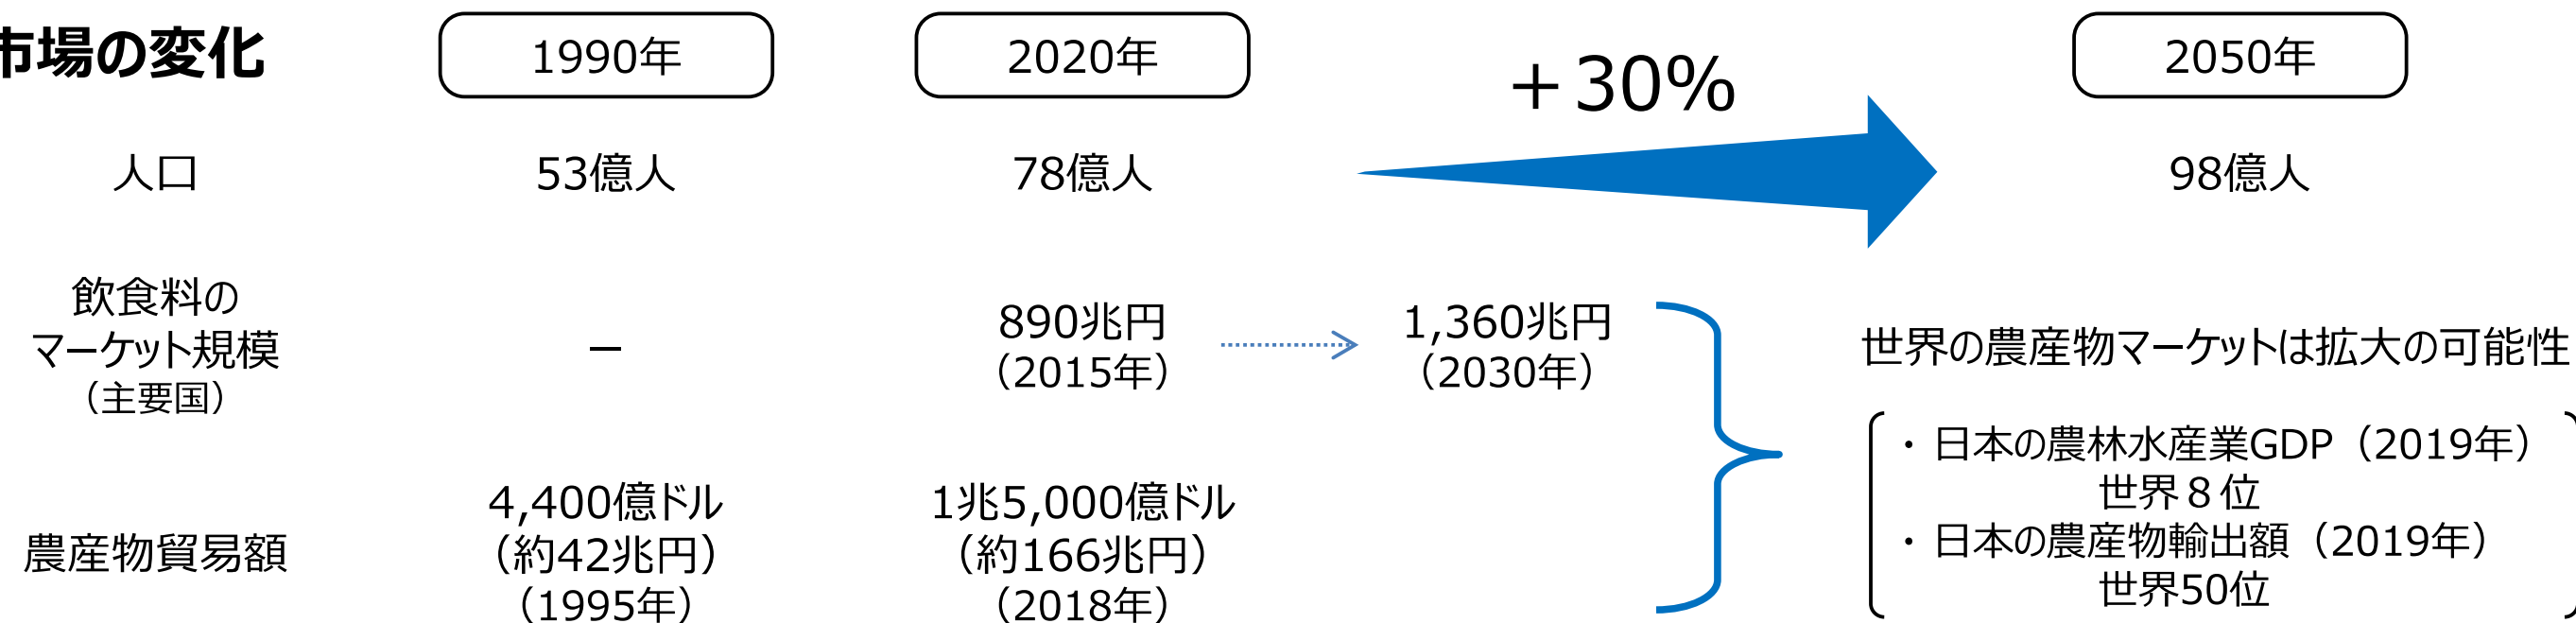 市場の変化
1990年
2020年
＋30%
2050年
人口
53億人
78億人
98億人
飲食料の
マーケット規模
（主要国）
－
890兆円
（2015年）
1,360兆円
（2030年）
世界の農産物マーケットは拡大の可能性
農産物貿易額
4,400億ドル
（約42兆円）
（1995年）
1兆5,000億ドル
（約166兆円）
（2018年）
・日本の農林水産業GDP（2019年）
世界８位
・日本の農産物輸出額（2019年）
世界50位